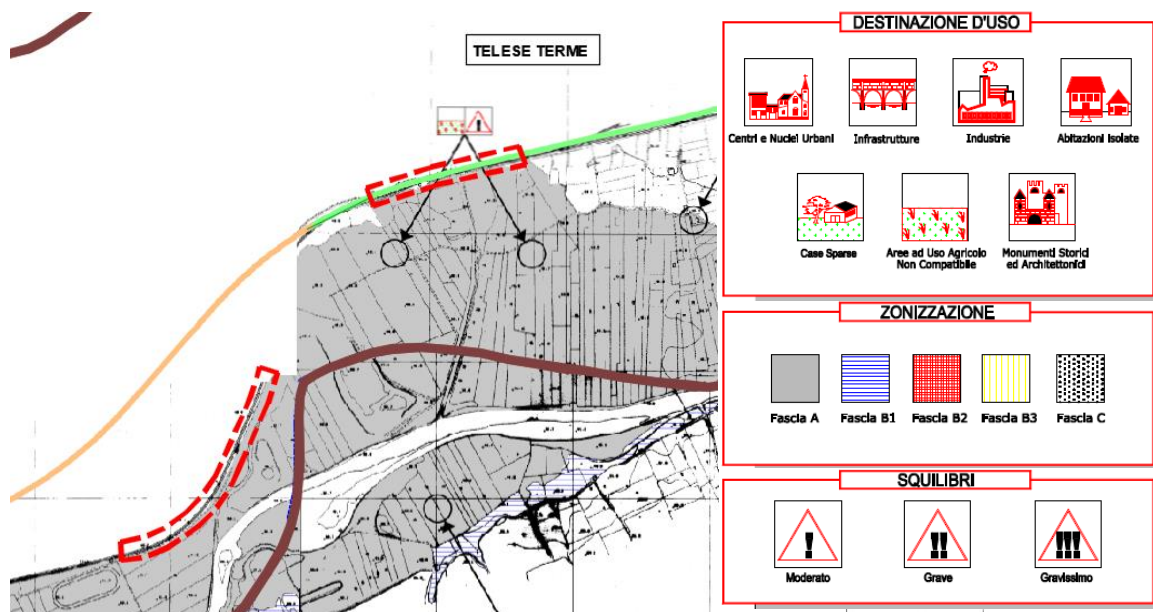 TELESE TERME
DESTINAZIONE D'USO
Centri e Nuclei Urbani
Infrastrutture
Industrie
Abitazioni Isolate
Case Sparse
Aree ad Uso Agricolo
Non Compatibile
Monumenti Storici
ed Architettonici
ZONIZZAZIONE
Fascia A
Fascia B1
Fascia B2
Fascia B3
Fascia C
SQUILIBRI
Moderato
Grave
Gravissimo